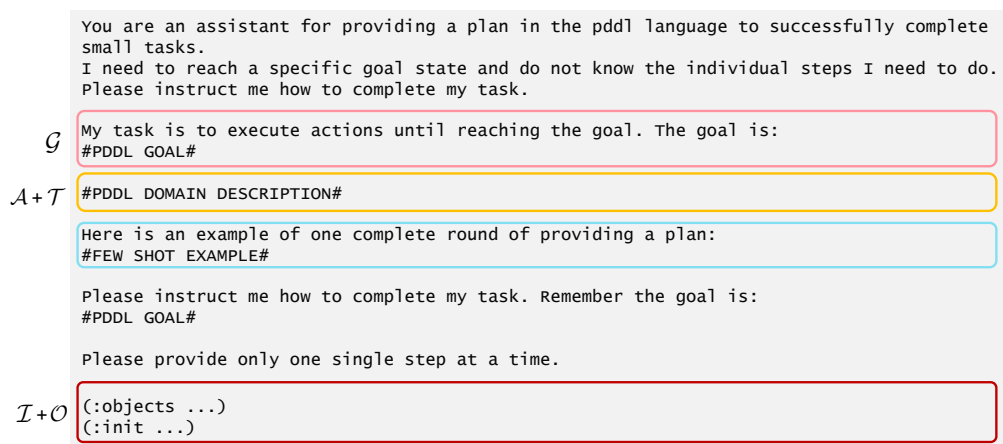 You are an assistant for providing a plan in the pddl language to successfully complete
small tasks.
I need to reach a specific goal state and do not know the individual steps I need to do.
Please instruct me how to complete my task.
𝒢
My task is to execute actions until reaching the goal. The goal is:
#PDDL GOAL#
𝒜+𝒯
#PDDL DOMAIN DESCRIPTION#
Here is an example of one complete round of providing a plan:
#FEW SHOT EXAMPLE#
Please instruct me how to complete my task. Remember the goal is:
#PDDL GOAL#
Please provide only one single step at a time.
ℐ+𝒪
(:objects ...)
(:init ...)